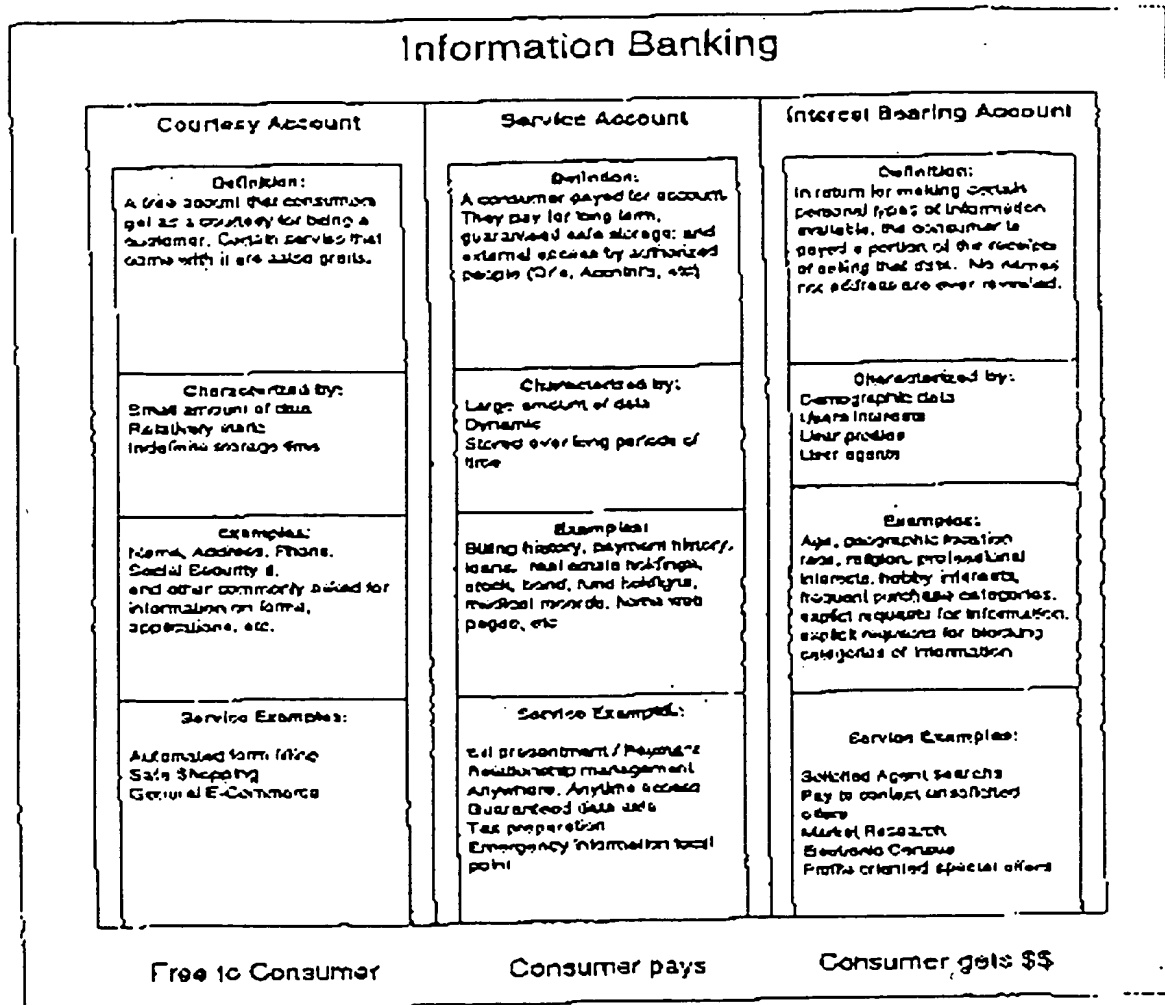 Information Banking
Courtesy Account
Definition:
A free account that consumers
get as a courtesy for being a
customer. Certain service that
come with it are also gratis.
Characterized by:
Small amount of data
Relatively static
Indefinite storage time
Examples:
Name, Address, Phone,
Social Security #,
and other commonly asked for
information on forms,
applications, etc.
Service Examples:
Automated form filling
Safe Shopping
General E-Commerce
Free to Consumer
Service Account
Definition:
A consumer payed for account.
They pay for long term,
guaranteed safe storage; and
external access by authorized
people (Drs, Accntnts, etc)
Characterized by:
Large amount of data
Dynamic
Stored over long periods of
time
Examples:
Billing history, payment history,
loans, real estate holdings,
stock, bond, fund holdigns,
medical records, home web
pages, etc
Service Examples:
Bill presentment / Payment
Relationship management
Anywhere, Anytime access
Guaranteed data safe
Tax preparation
Emergency information focal
point
Consumer pays
Interest Bearing Account
Definition:
In return for making certain
personal types of information
available, the consumer is
payed a portion of the receipts
of selling that data. No names
nor address are ever revealed.
Characterized by:
Demographic data
Users interests
User profiles
User agents
Examples:
Age, geographic location
race, religion, professional
interests, hobby interests,
frequent purchase categories,
explict requests for information,
explicit requests for blocking
categories of information
Service Examples:
Solicited Agent searchs
Pay to contact unsolicited
offers
Market Research
Electronic Census
Profile oriented special offers
Consumer gets $$